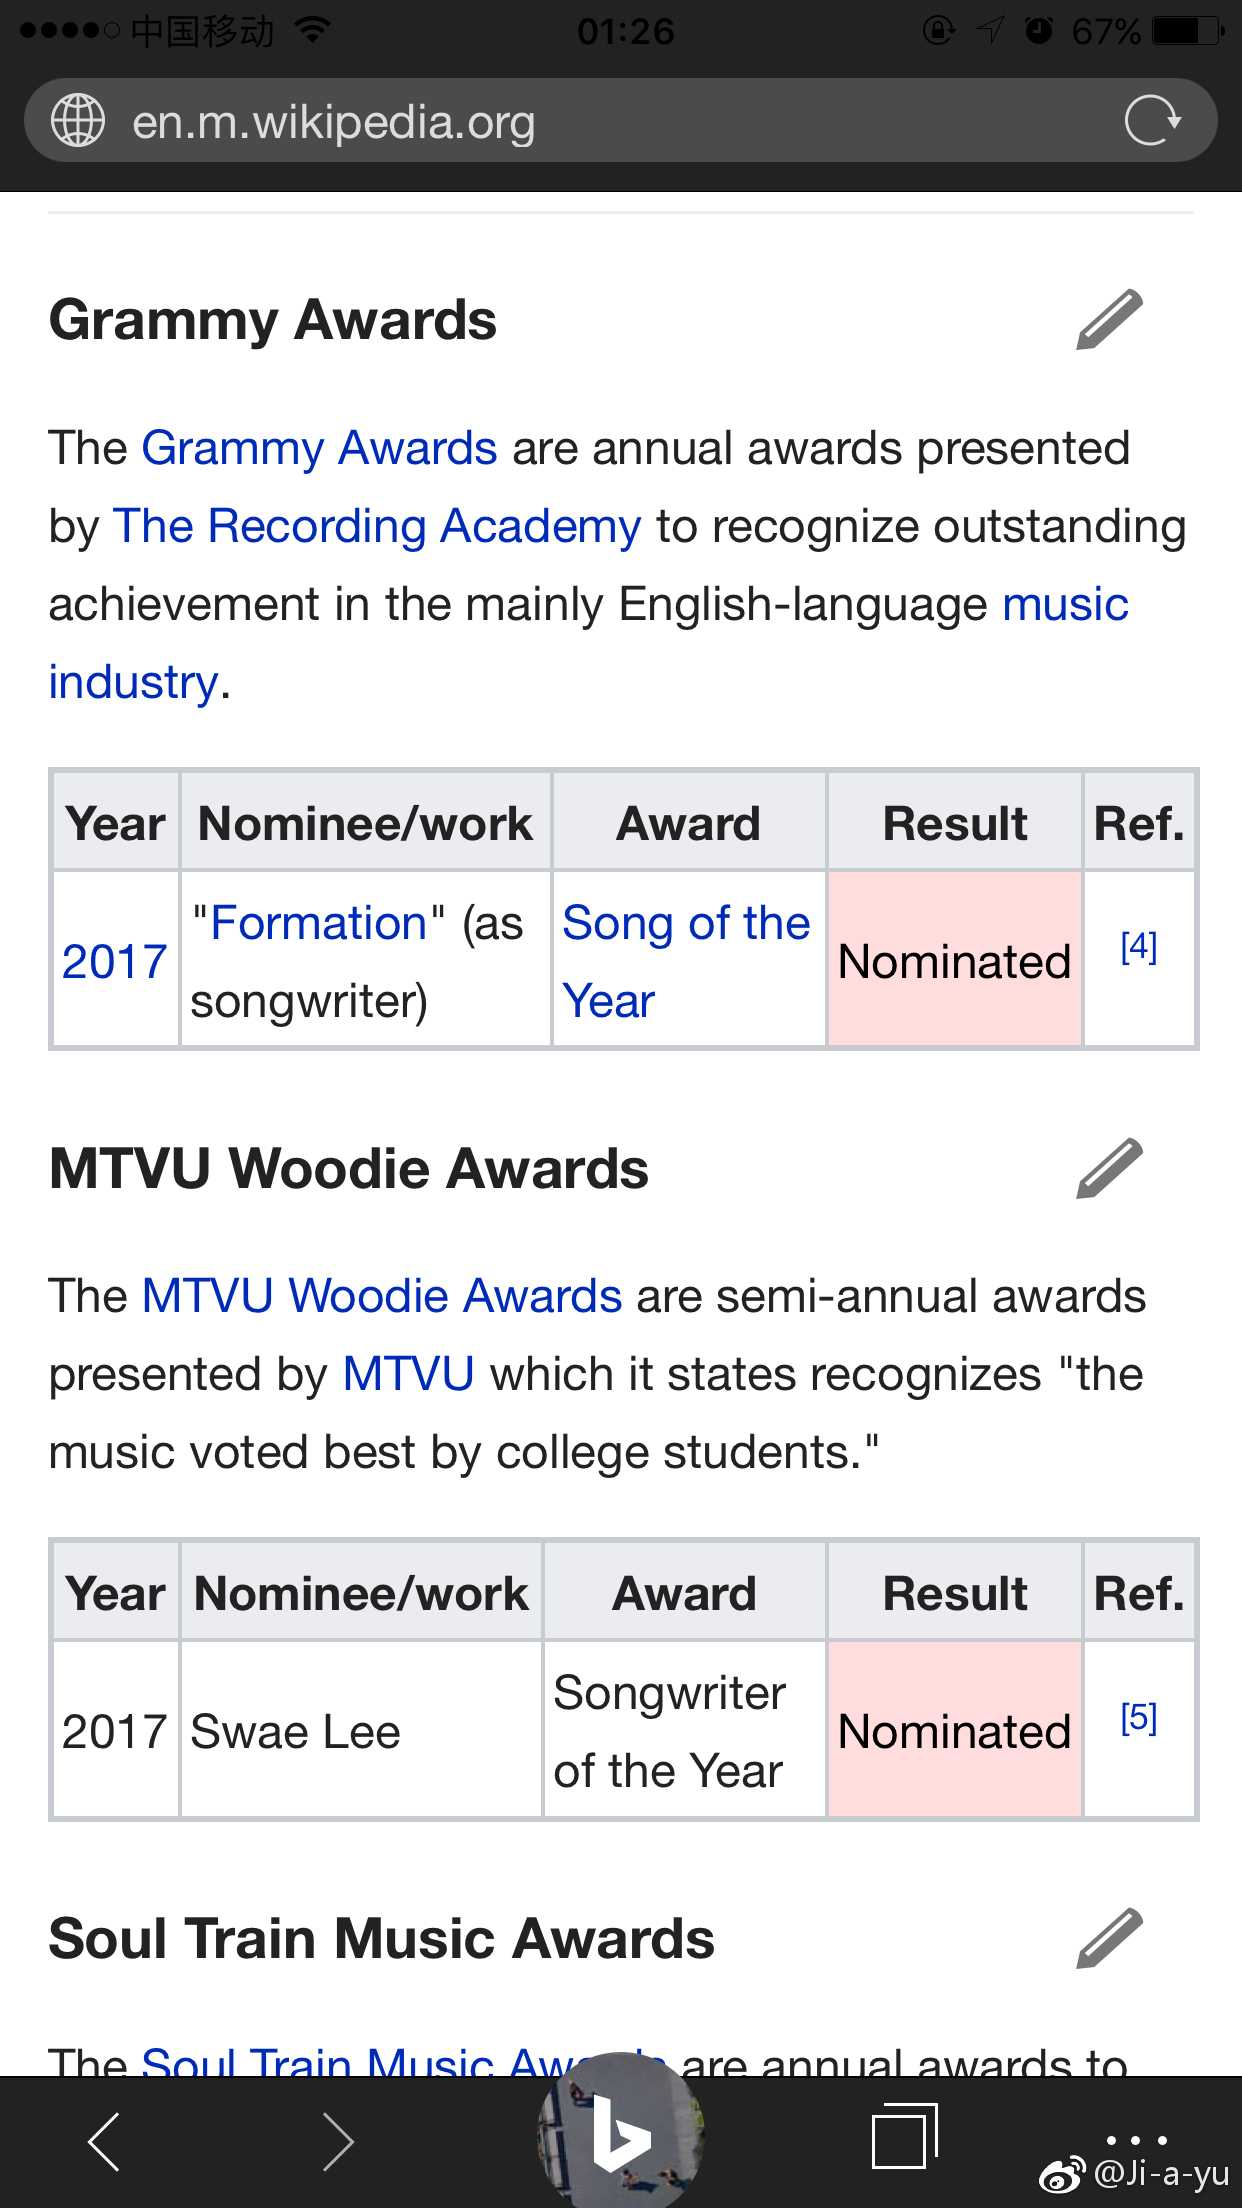 中国移动 01:26 67%
en.m.wikipedia.org
Grammy Awards
The Grammy Awards are annual awards presented
by The Recording Academy to recognize outstanding
achievement in the mainly English-language music
industry.
Year Nominee/work Award Result Ref.
2017 "Formation" (as songwriter) Song of the Year Nominated [4]
MTVU Woodie Awards
The MTVU Woodie Awards are semi-annual awards
presented by MTVU which it states recognizes "the
music voted best by college students."
Year Nominee/work Award Result Ref.
2017 Swae Lee Songwriter of the Year Nominated [5]
Soul Train Music Awards
The Soul Train Music Awards are annual awards to
@Ji-a-yu